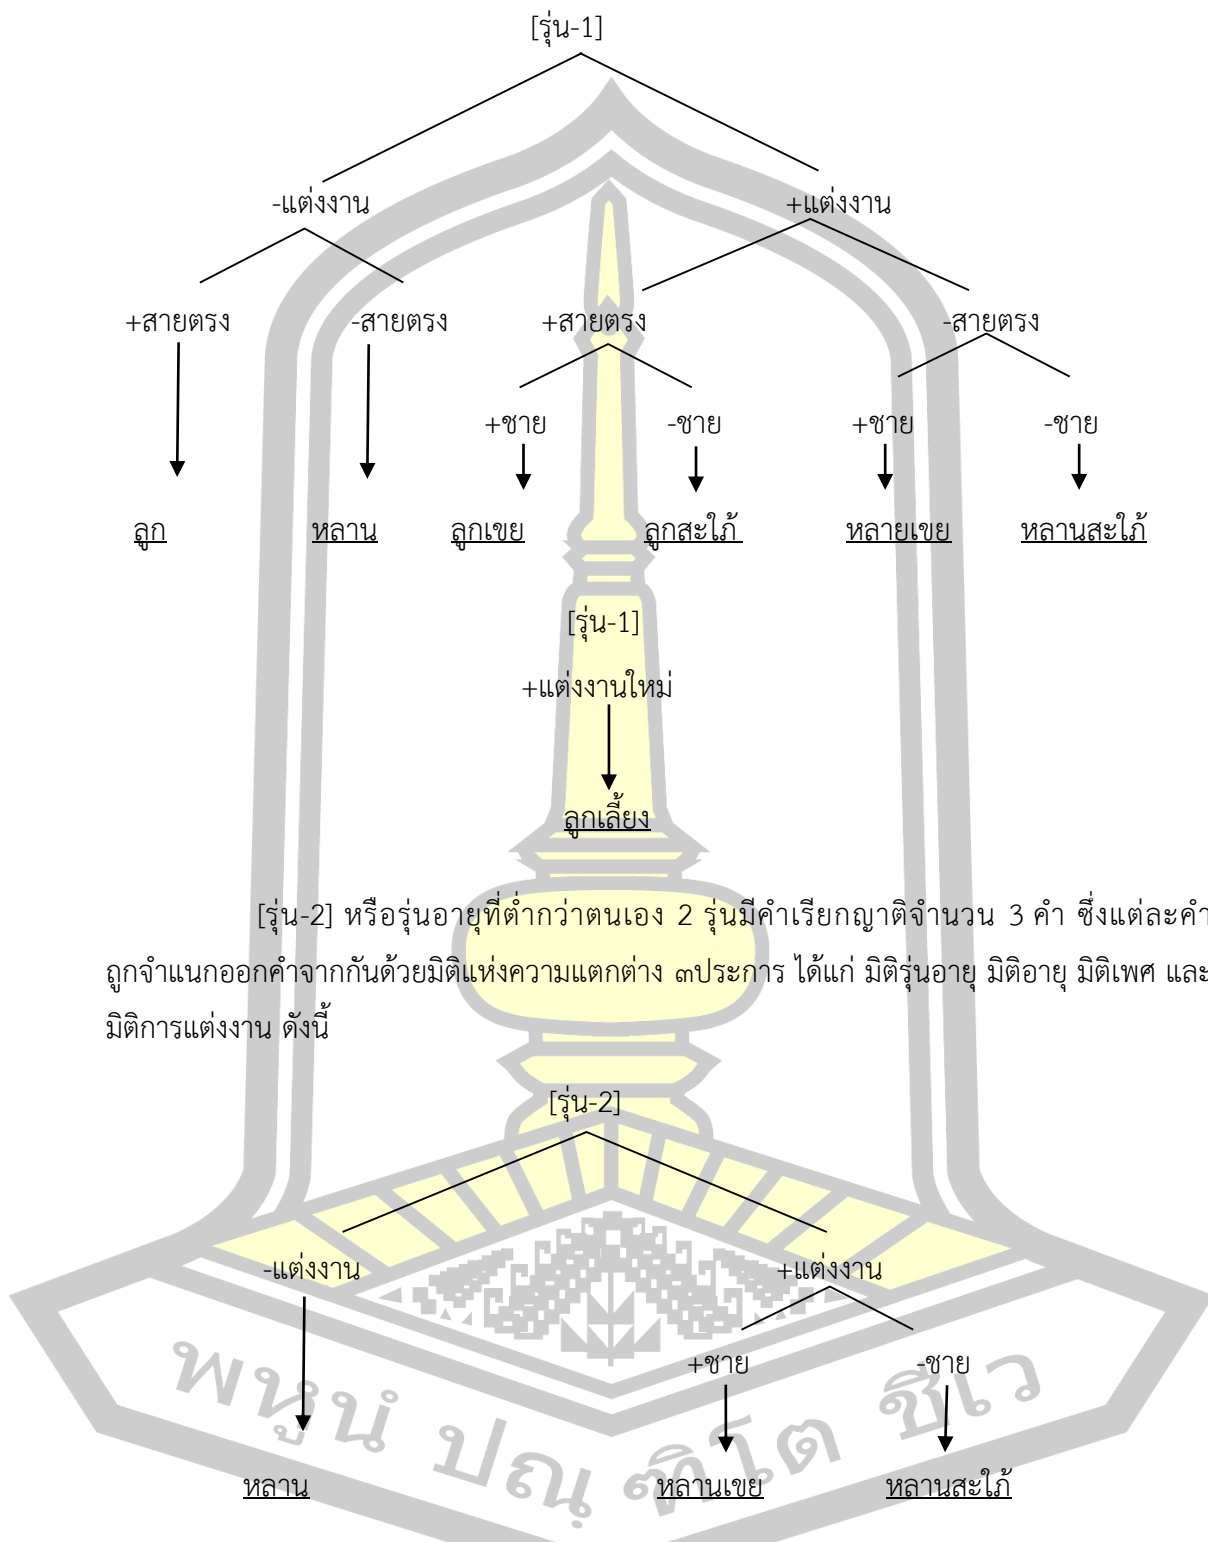 [รุ่น-1]
-แต่งงาน +แต่งงาน
+สายตรง -สายตรง +สายตรง -สายตรง
+ชาย -ชาย +ชาย -ชาย
ลูก หลาน ลูกเขย ลูกสะใภ้ หลายเขย หลานสะใภ้
[รุ่น-1]
+แต่งงานใหม่
ลูกเลี้ยง
[รุ่น-2] หรือรุ่นอายุที่ต่ำกว่าตนเอง 2 รุ่นมีคำเรียกญาติจำนวน 3 คำ ซึ่งแต่ละคำ
ถูกจำแนกออกคำจากกันด้วยมิติแห่งความแตกต่าง ๓ประการ ได้แก่ มิติรุ่นอายุ มิติอายุ มิติเพศ และ
มิติการแต่งงาน ดังนี้
[รุ่น-2]
-แต่งงาน +แต่งงาน
+ชาย -ชาย
หลาน หลานเขย หลานสะใภ้
พหูนํ ปณฺฑิโต ชีเว